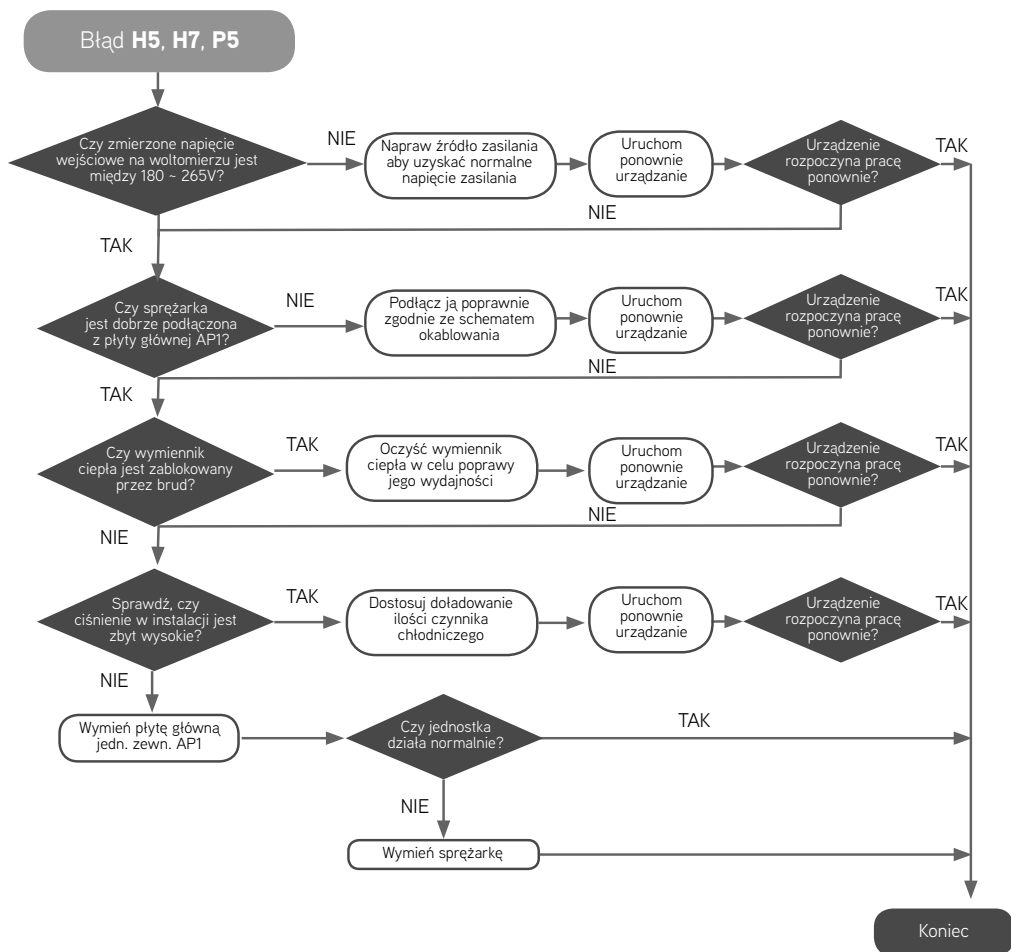 Błąd H5, H7, P5
Czy zmierzone napięcie
wejściowe na woltomierzu jest
między 180 ~ 265V?
NIE
Napraw źródło zasilania
aby uzyskać normalne
napięcie zasilania
Uruchom
ponownie
urządzanie
Urządzenie
rozpoczyna pracę
ponownie?
TAK
NIE
TAK
Czy sprężarka
jest dobrze podłączona
z płyty głównej AP1?
NIE
Podłącz ją poprawnie
zgodnie ze schematem
okablowania
Uruchom
ponownie
urządzanie
Urządzenie
rozpoczyna pracę
ponownie?
TAK
NIE
TAK
Czy wymiennik
ciepła jest zablokowany
przez brud?
TAK
Oczyść wymiennik
ciepła w celu poprawy
jego wydajności
Uruchom
ponownie
urządzanie
Urządzenie
rozpoczyna pracę
ponownie?
TAK
NIE
NIE
Sprawdź, czy
ciśnienie w instalacji jest
zbyt wysokie?
TAK
Dostosuj doładowanie
ilości czynnika
chłodniczego
Uruchom
ponownie
urządzanie
Urządzenie
rozpoczyna pracę
ponownie?
TAK
NIE
Wymień płytę główną
jedn. zewn. AP1
Czy jednostka
działa normalnie?
TAK
NIE
Wymień sprężarkę
Koniec